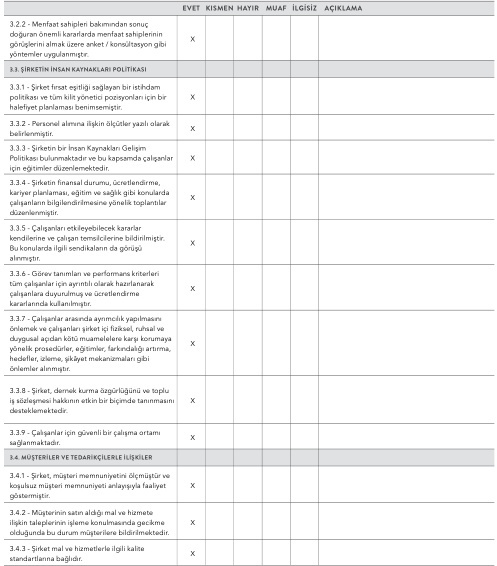 EVET KISMEN HAYIR MUAF İLGİSİZ AÇIKLAMA
3.2.2 - Menfaat sahipleri bakımından sonuç
doğuran önemli kararlarda menfaat sahiplerinin
görüşlerini almak üzere anket / konsültasyon gibi
yöntemler uygulanmıştır.
X
3.3. ŞİRKETİN İNSAN KAYNAKLARI POLİTİKASI
3.3.1 - Şirket fırsat eşitliği sağlayan bir istihdam
politikası ve tüm kilit yönetici pozisyonları için bir
halefiyet planlaması benimsemiştir.
X
3.3.2 - Personel alımına ilişkin ölçütler yazılı olarak
belirlenmiştir.
X
3.3.3 - Şirketin bir İnsan Kaynakları Gelişim
Politikası bulunmaktadır ve bu kapsamda çalışanlar
için eğitimler düzenlemektedir.
X
3.3.4 - Şirketin finansal durumu, ücretlendirme,
kariyer planlaması, eğitim ve sağlık gibi konularda
çalışanların bilgilendirilmesine yönelik toplantılar
düzenlenmiştir.
X
3.3.5 - Çalışanları etkileyebilecek kararlar
kendilerine ve çalışan temsilcilerine bildirilmiştir.
Bu konularda ilgili sendikaların da görüşü
alınmıştır.
X
3.3.6 - Görev tanımları ve performans kriterleri
tüm çalışanlar için ayrıntılı olarak hazırlanarak
çalışanlara duyurulmuş ve ücretlendirme
kararlarında kullanılmıştır.
X
3.3.7 - Çalışanlar arasında ayrımcılık yapılmasını
önlemek ve çalışanları şirket içi fiziksel, ruhsal ve
duygusal açıdan kötü muamelelere karşı korumaya
yönelik prosedürler, eğitimler, farkındalığı artırma,
hedefler, izleme, şikâyet mekanizmaları gibi
önlemler alınmıştır.
X
3.3.8 - Şirket, dernek kurma özgürlüğünü ve toplu
iş sözleşmesi hakkının etkin bir biçimde tanınmasını
desteklemektedir.
X
3.3.9 - Çalışanlar için güvenli bir çalışma ortamı
sağlanmaktadır.
X
3.4. MÜŞTERİLER VE TEDARİKÇİLERLE İLİŞKİLER
3.4.1 - Şirket, müşteri memnuniyetini ölçmüştür ve
koşulsuz müşteri memnuniyeti anlayışıyla faaliyet
göstermiştir.
X
3.4.2 - Müşterinin satın aldığı mal ve hizmete
ilişkin taleplerinin işleme konulmasında gecikme
olduğunda bu durum müşterilere bildirilmektedir.
X
3.4.3 - Şirket mal ve hizmetlerle ilgili kalite
standartlarına bağlıdır.
X